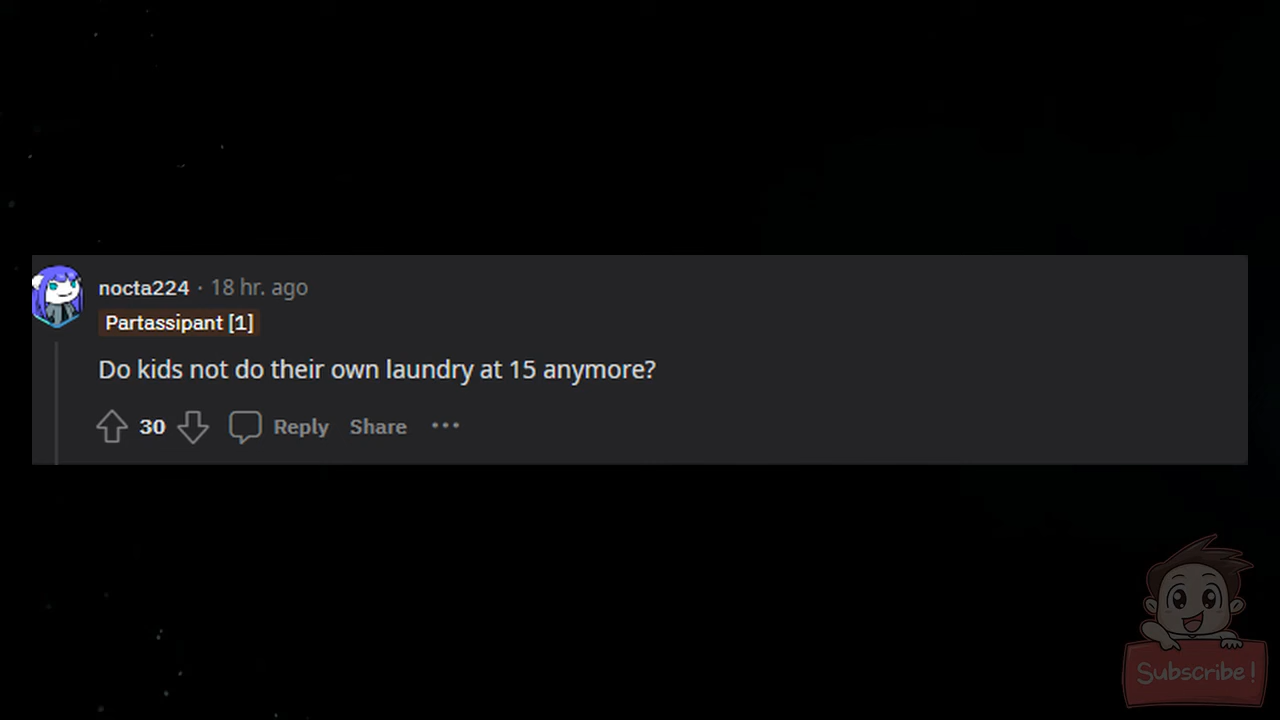 nocta224 · 18 hr. ago
Partassipant [1]
Do kids not do their own laundry at 15 anymore?
30 Reply Share ···
Subscribe!